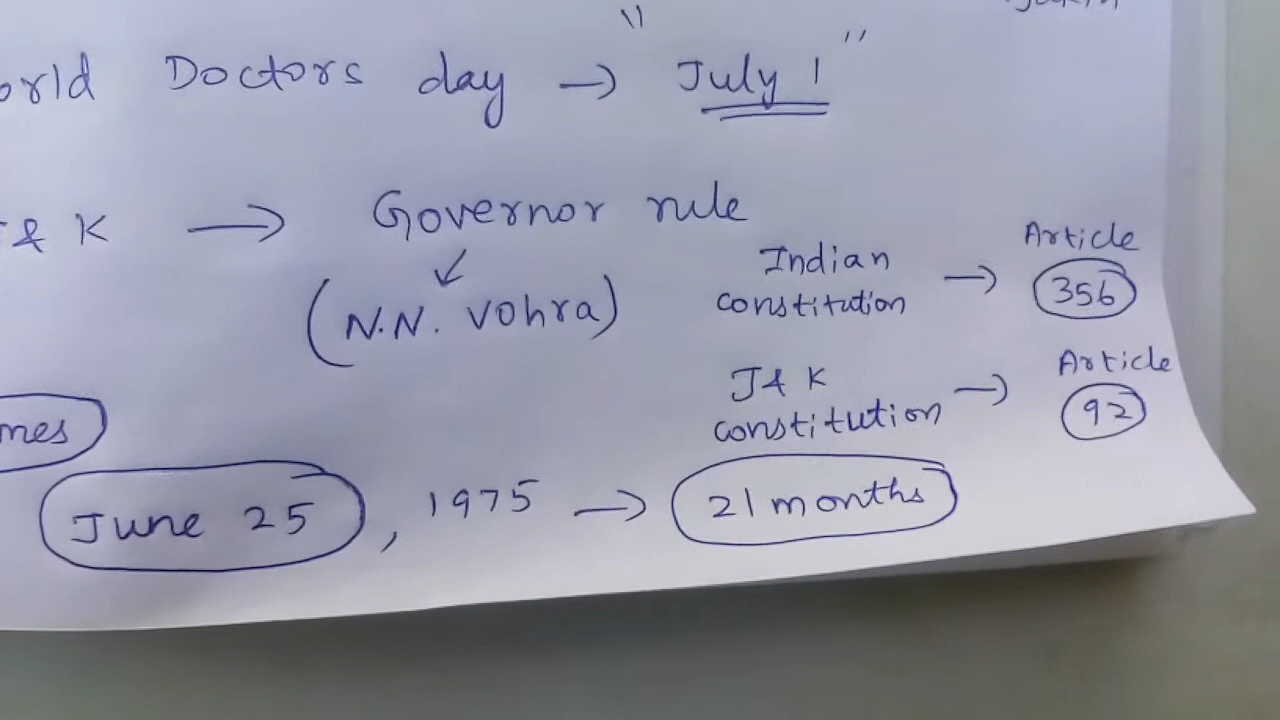 orld Doctors day → "July 1"
J & K → Governor rule
(N.N. Vohra)
Indian constitution → Article 356
J & K constitution → Article 92
mes
June 25, 1975 → 21 months